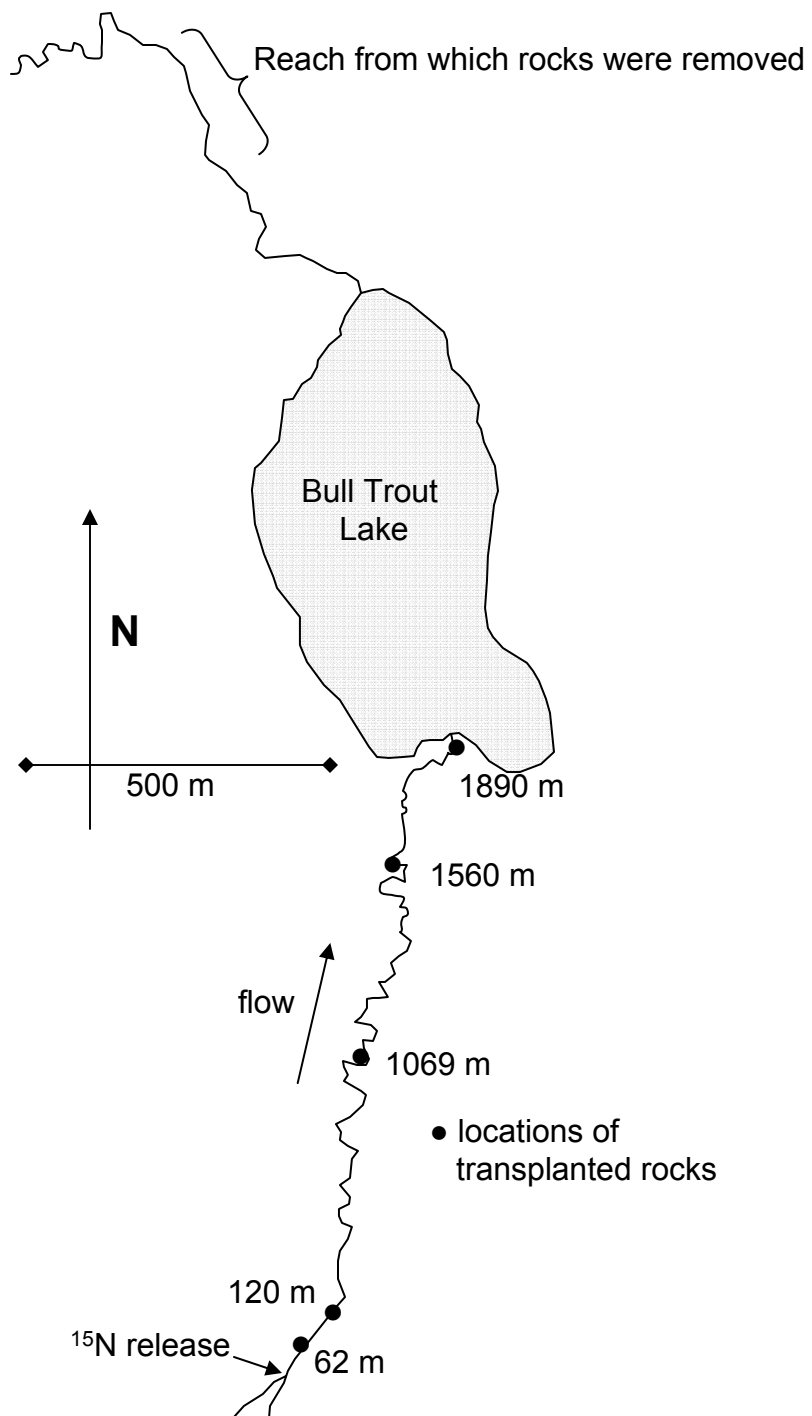 Reach from which rocks were removed
Bull Trout
Lake
N
500 m
1890 m
1560 m
flow
1069 m
● locations of
transplanted rocks
120 m
¹⁵N release
62 m